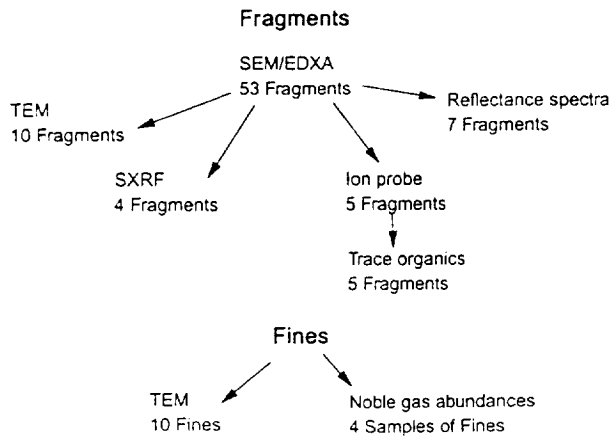 Fragments
SEM/EDXA
53 Fragments
TEM
10 Fragments
Reflectance spectra
7 Fragments
SXRF
4 Fragments
Ion probe
5 Fragments
Trace organics
5 Fragments
Fines
TEM
10 Fines
Noble gas abundances
4 Samples of Fines